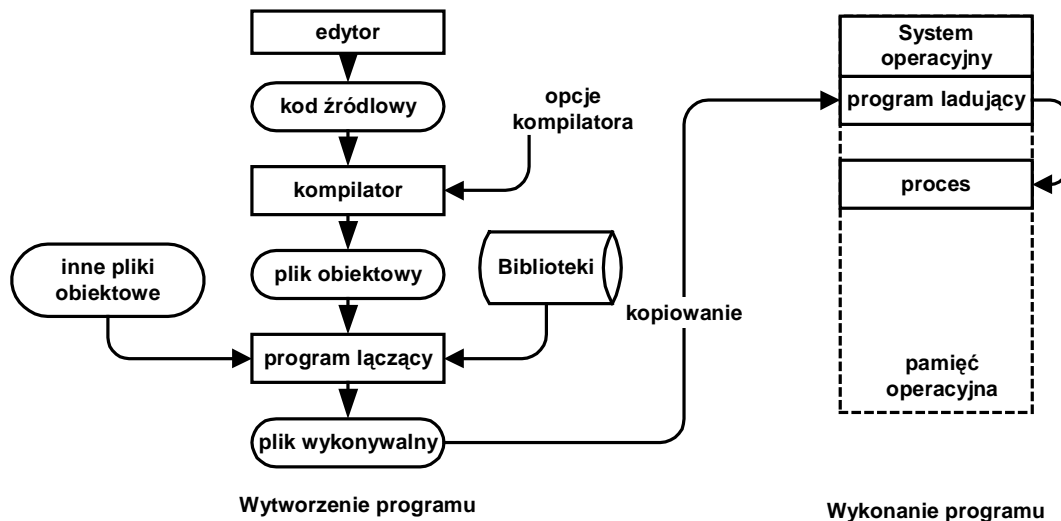 edytor
kod źródlowy
opcje
kompilatora
kompilator
plik obiektowy
inne pliki
obiektowe
Biblioteki
program lączący
plik wykonywalny
Wytworzenie programu
kopiowanie
System
operacyjny
program ladujący
proces
pamięć
operacyjna
Wykonanie programu